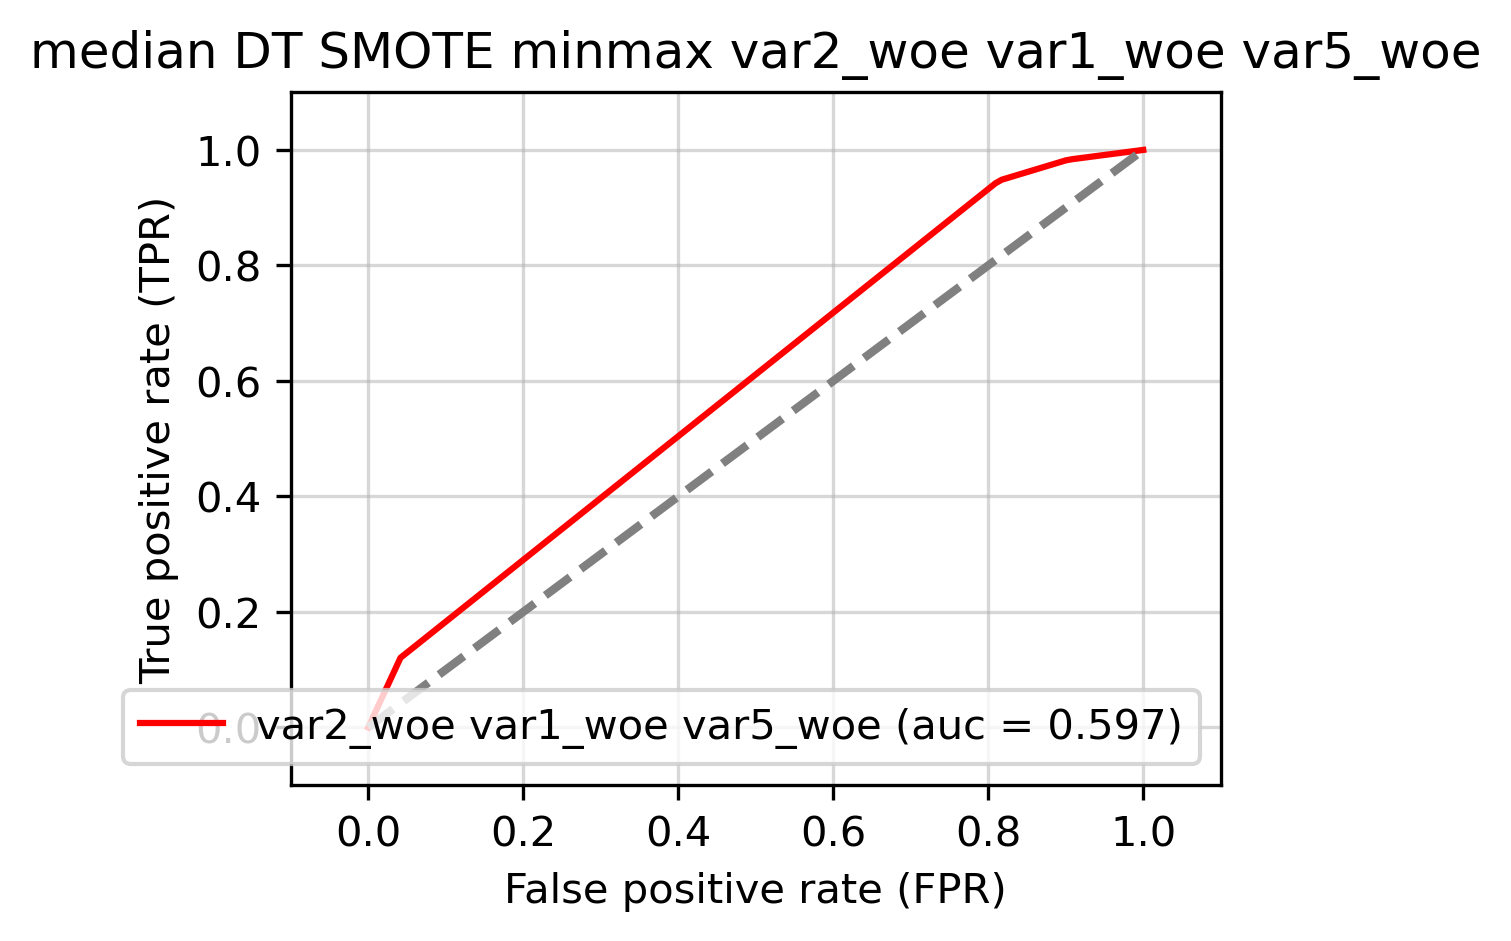 median DT SMOTE minmax var2_woe var1_woe var5_woe
True positive rate (TPR)
1.0
0.8
0.6
0.4
0.2
0.0
var2_woe var1_woe var5_woe (auc = 0.597)
0.0 0.2 0.4 0.6 0.8 1.0
False positive rate (FPR)